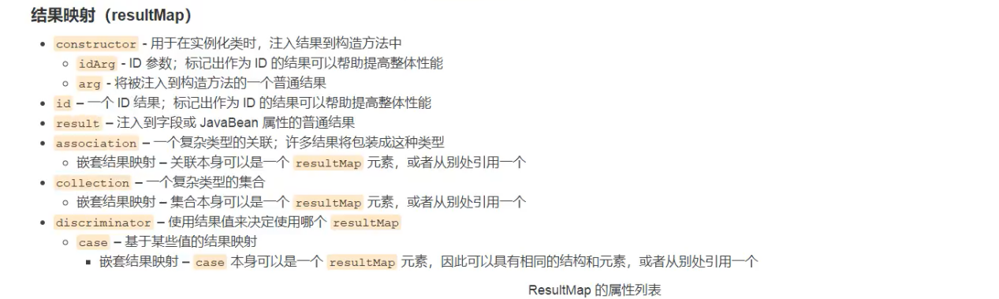 结果映射（resultMap）
• constructor - 用于在实例化类时，注入结果到构造方法中
◦ idArg - ID 参数；标记出作为 ID 的结果可以帮助提高整体性能
◦ arg - 将被注入到构造方法的一个普通结果
• id – 一个 ID 结果；标记出作为 ID 的结果可以帮助提高整体性能
• result – 注入到字段或 JavaBean 属性的普通结果
• association – 一个复杂类型的关联；许多结果将包装成这种类型
◦ 嵌套结果映射 – 关联本身可以是一个 resultMap 元素，或者从别处引用一个
• collection – 一个复杂类型的集合
◦ 嵌套结果映射 – 集合本身可以是一个 resultMap 元素，或者从别处引用一个
• discriminator – 使用结果值来决定使用哪个 resultMap
◦ case – 基于某些值的结果映射
▪ 嵌套结果映射 – case 本身可以是一个 resultMap 元素，因此可以具有相同的结构和元素，或者从别处引用一个
ResultMap 的属性列表